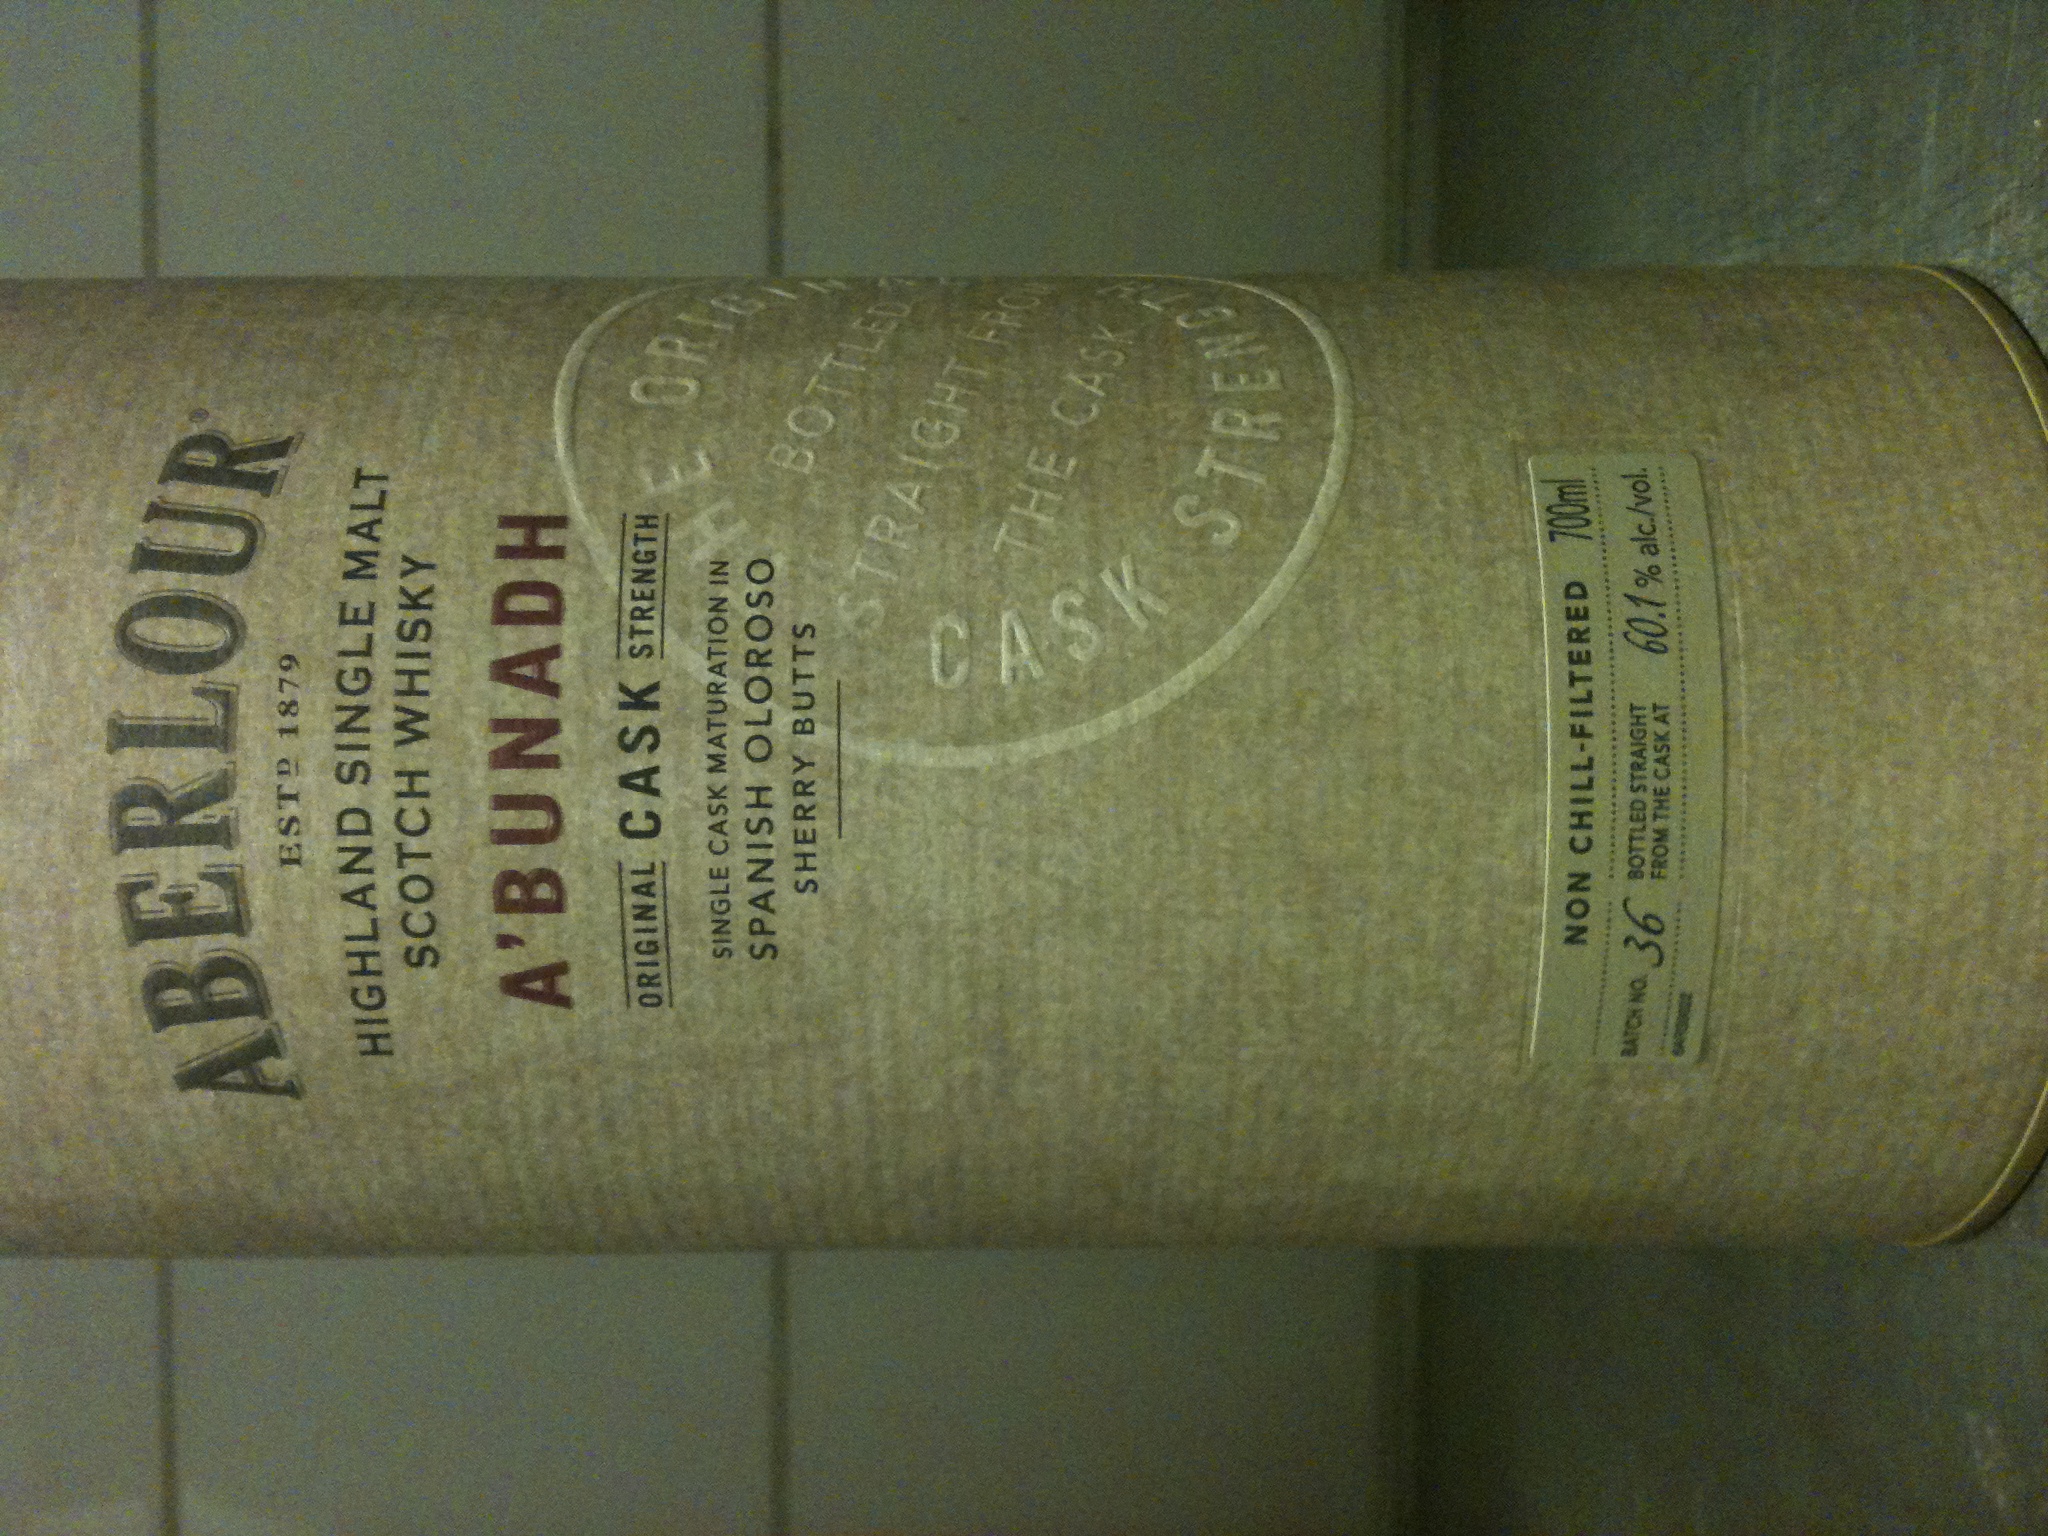 ABERLOUR®
ESTD 1879
HIGHLAND SINGLE MALT
SCOTCH WHISKY
A'BUNADH
ORIGINAL CASK STRENGTH
SINGLE CASK MATURATION IN
SPANISH OLOROSO
SHERRY BUTTS
BOTTLED
STRAIGHT FROM
THE CASK
CASK STRENGTH
NON CHILL-FILTERED 700ml
BATCH NO. 36 BOTTLED STRAIGHT
FROM THE CASK AT 60.1% alc./vol.